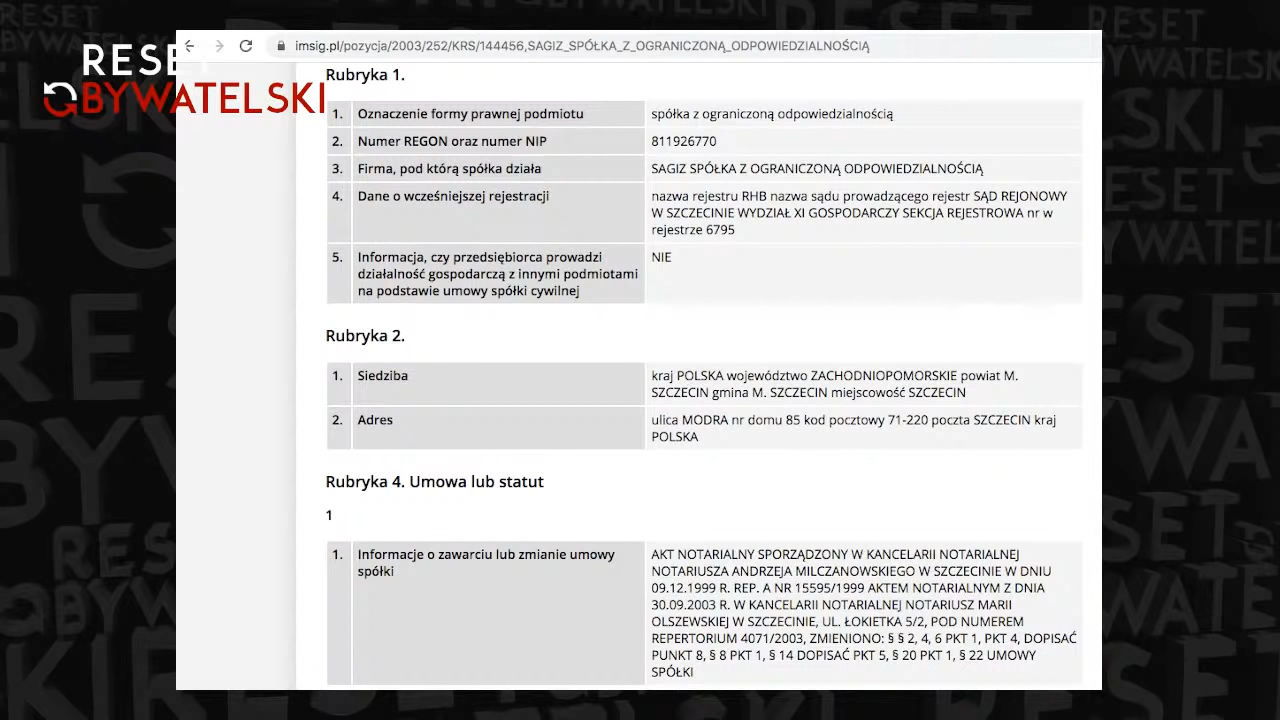 RESET
OBYWATELSKI
imsig.pl/pozycja/2003/252/KRS/144456,SAGIZ_SPÓŁKA_Z_OGRANICZONĄ_ODPOWIEDZIALNOŚCIĄ
Rubryka 1.
1. Oznaczenie formy prawnej podmiotu spółka z ograniczoną odpowiedzialnością
2. Numer REGON oraz numer NIP 811926770
3. Firma, pod którą spółka działa SAGIZ SPÓŁKA Z OGRANICZONĄ ODPOWIEDZIALNOŚCIĄ
4. Dane o wcześniejszej rejestracji nazwa rejestru RHB nazwa sądu prowadzącego rejestr SĄD REJONOWY
W SZCZECINIE WYDZIAŁ XI GOSPODARCZY SEKCJA REJESTROWA nr w
rejestrze 6795
5. Informacja, czy przedsiębiorca prowadzi NIE
działalność gospodarczą z innymi podmiotami
na podstawie umowy spółki cywilnej
Rubryka 2.
1. Siedziba kraj POLSKA województwo ZACHODNIOPOMORSKIE powiat M.
SZCZECIN gmina M. SZCZECIN miejscowość SZCZECIN
2. Adres ulica MODRA nr domu 85 kod pocztowy 71-220 poczta SZCZECIN kraj
POLSKA
Rubryka 4. Umowa lub statut
1
1. Informacje o zawarciu lub zmianie umowy
spółki
AKT NOTARIALNY SPORZĄDZONY W KANCELARII NOTARIALNEJ
NOTARIUSZA ANDRZEJA MILCZANOWSKIEGO W SZCZECINIE W DNIU
09.12.1999 R. REP. A NR 15595/1999 AKTEM NOTARIALNYM Z DNIA
30.09.2003 R. W KANCELARII NOTARIALNEJ NOTARIUSZ MARII
OLSZEWSKIEJ W SZCZECINIE, UL. ŁOKIETKA 5/2, POD NUMEREM
REPERTORIUM 4071/2003, ZMIENIONO: § § 2, 4, 6 PKT 1, PKT 4, DOPISAĆ
PUNKT 8, § 8 PKT 1, § 14 DOPISAĆ PKT 5, § 20 PKT 1, § 22 UMOWY
SPÓŁKI